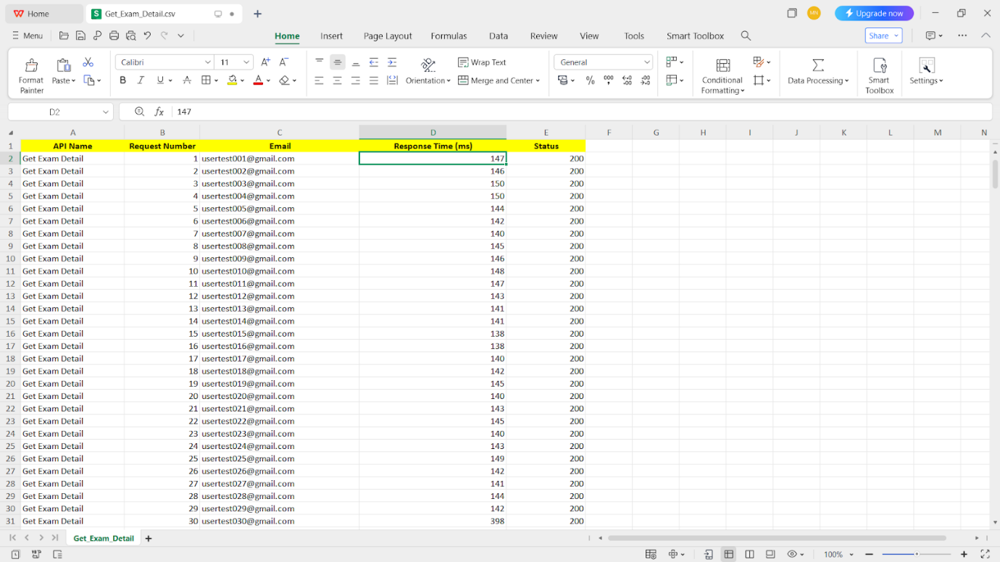 Home
Get_Exam_Detail.csv
MN
Upgrade now
Menu
Home Insert Page Layout Formulas Data Review View Tools Smart Toolbox
Share
Format Painter
Paste
Calibri 11
B I U A
Orientation
Wrap Text
Merge and Center
General
Conditional Formatting
Data Processing
Smart Toolbox
Settings
D2 fx 147
A B C D E F G H I J K L M N
1 API Name Request Number Email Response Time (ms) Status
2 Get Exam Detail 1 usertest001@gmail.com 147 200
3 Get Exam Detail 2 usertest002@gmail.com 146 200
4 Get Exam Detail 3 usertest003@gmail.com 150 200
5 Get Exam Detail 4 usertest004@gmail.com 150 200
6 Get Exam Detail 5 usertest005@gmail.com 144 200
7 Get Exam Detail 6 usertest006@gmail.com 142 200
8 Get Exam Detail 7 usertest007@gmail.com 140 200
9 Get Exam Detail 8 usertest008@gmail.com 145 200
10 Get Exam Detail 9 usertest009@gmail.com 146 200
11 Get Exam Detail 10 usertest010@gmail.com 148 200
12 Get Exam Detail 11 usertest011@gmail.com 147 200
13 Get Exam Detail 12 usertest012@gmail.com 143 200
14 Get Exam Detail 13 usertest013@gmail.com 141 200
15 Get Exam Detail 14 usertest014@gmail.com 141 200
16 Get Exam Detail 15 usertest015@gmail.com 138 200
17 Get Exam Detail 16 usertest016@gmail.com 138 200
18 Get Exam Detail 17 usertest017@gmail.com 140 200
19 Get Exam Detail 18 usertest018@gmail.com 142 200
20 Get Exam Detail 19 usertest019@gmail.com 145 200
21 Get Exam Detail 20 usertest020@gmail.com 140 200
22 Get Exam Detail 21 usertest021@gmail.com 143 200
23 Get Exam Detail 22 usertest022@gmail.com 145 200
24 Get Exam Detail 23 usertest023@gmail.com 140 200
25 Get Exam Detail 24 usertest024@gmail.com 143 200
26 Get Exam Detail 25 usertest025@gmail.com 149 200
27 Get Exam Detail 26 usertest026@gmail.com 142 200
28 Get Exam Detail 27 usertest027@gmail.com 141 200
29 Get Exam Detail 28 usertest028@gmail.com 144 200
30 Get Exam Detail 29 usertest029@gmail.com 142 200
31 Get Exam Detail 30 usertest030@gmail.com 398 200
Get_Exam_Detail
100%